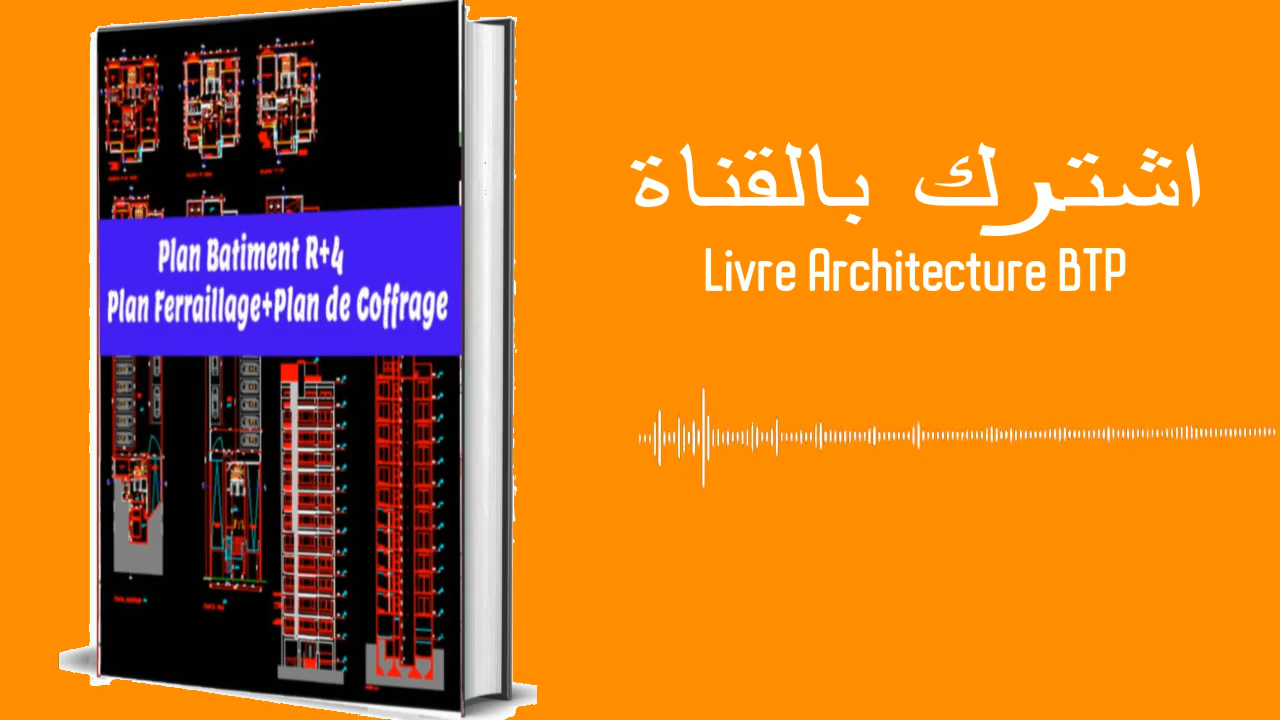 Plan Batiment R+4
Plan Ferraillage+Plan de Coffrage
اشترك بالقناة
Livre Architecture BTP